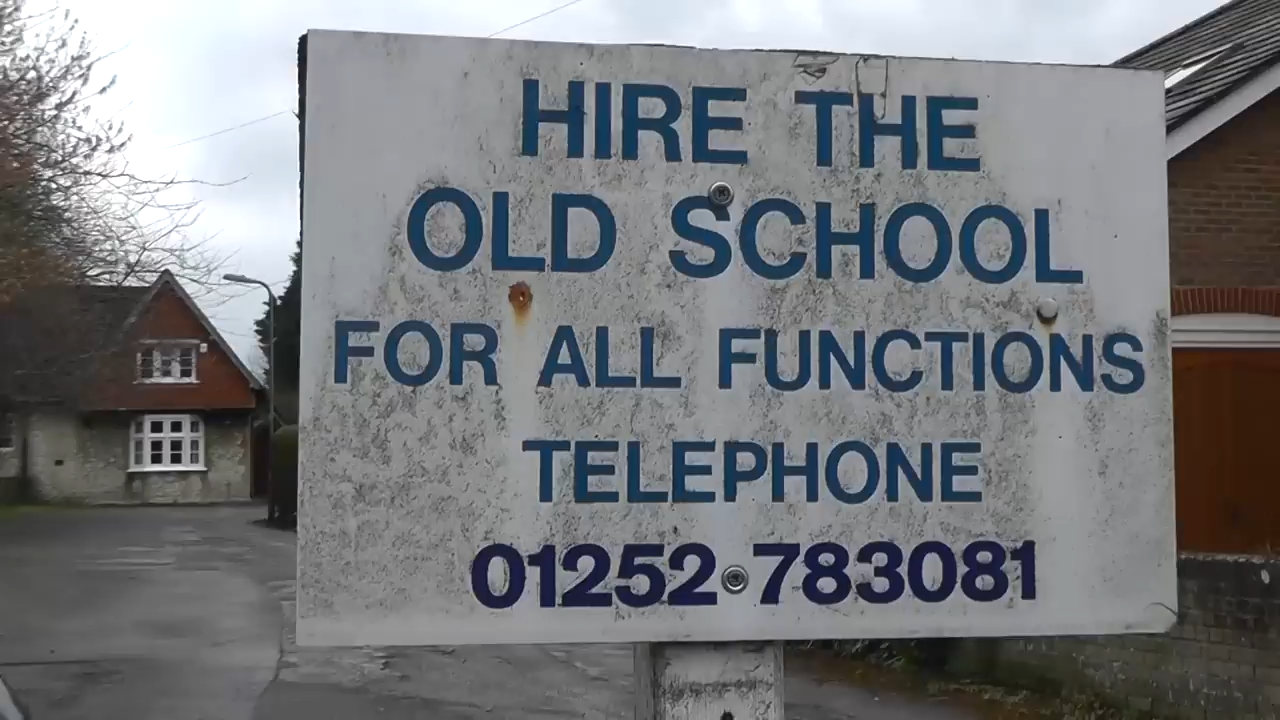 HIRE THE
OLD SCHOOL
FOR ALL FUNCTIONS
TELEPHONE
01252 783081